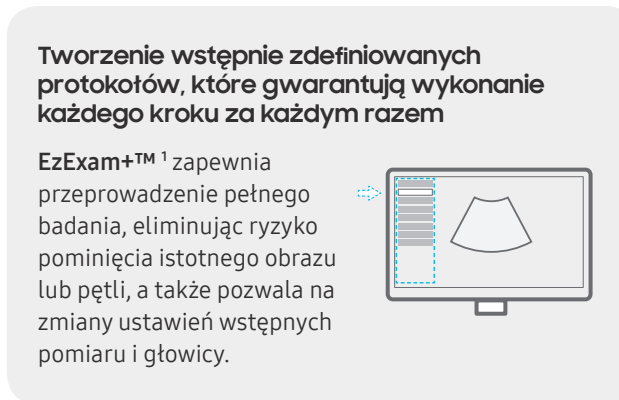 Tworzenie wstępnie zdefiniowanych
protokołów, które gwarantują wykonanie
każdego kroku za każdym razem
EzExam+™ ¹ zapewnia
przeprowadzenie pełnego
badania, eliminując ryzyko
pominięcia istotnego obrazu
lub pętli, a także pozwala na
zmiany ustawień wstępnych
pomiaru i głowicy.